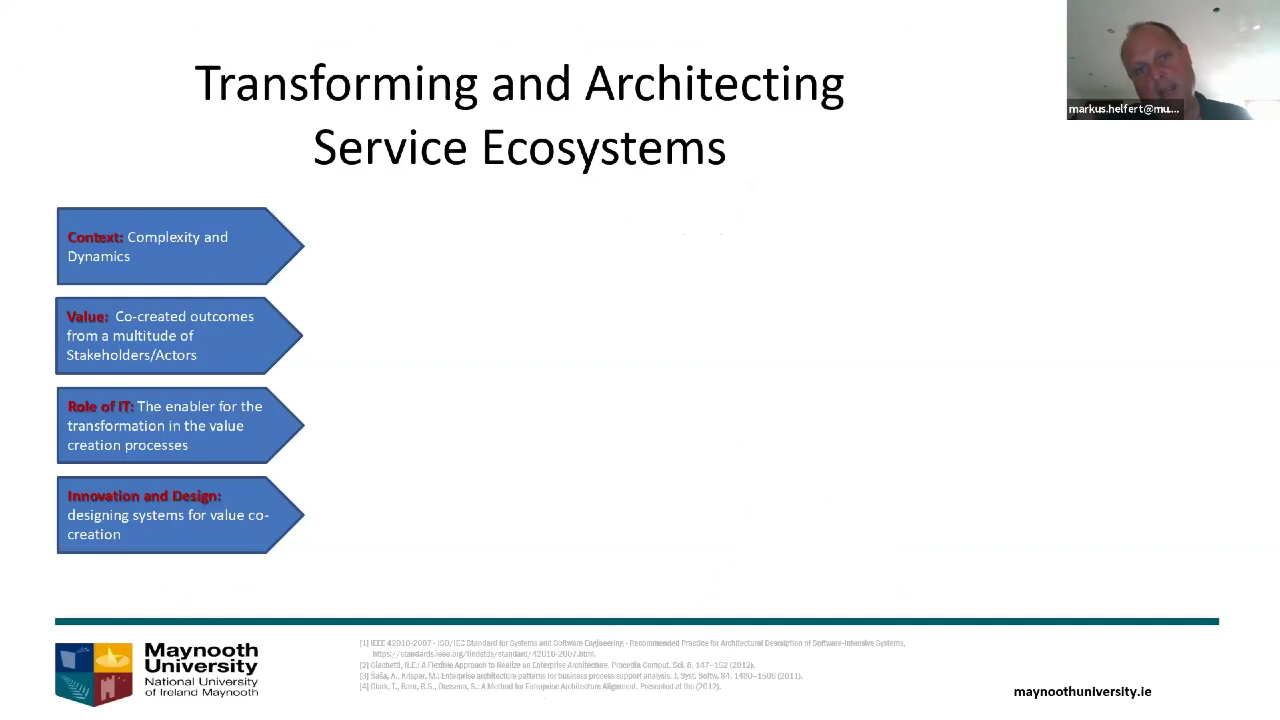 Transforming and Architecting
Service Ecosystems
markus.helfert@mu....
Context: Complexity and
Dynamics
Value: Co-created outcomes
from a multitude of
Stakeholders/Actors
Role of IT: The enabler for the
transformation in the value
creation processes
Innovation and Design:
designing systems for value co-
creation
Maynooth
University
National University
of Ireland Maynooth
[1] IEEE 42010-2007 - ISO/IEC Standard for Systems and Software Engineering - Recommended Practice for Architectural Description of Software-Intensive Systems,
https://standards.ieee.org/findstds/standard/42010-2007.html.
[2] Giachetti, R.E.: A Flexible Approach to Realize an Enterprise Architecture. Procedia Comput. Sci. 8, 147–152 (2012).
[3] Saša, A., Krisper, M.: Enterprise architecture patterns for business process support analysis. J. Syst. Softw. 84, 1480–1506 (2011).
[4] Clark, T., Barn, B.S., Oussena, S.: A Method for Enterprise Architecture Alignment. Presented at the (2012).
maynoothuniversity.ie